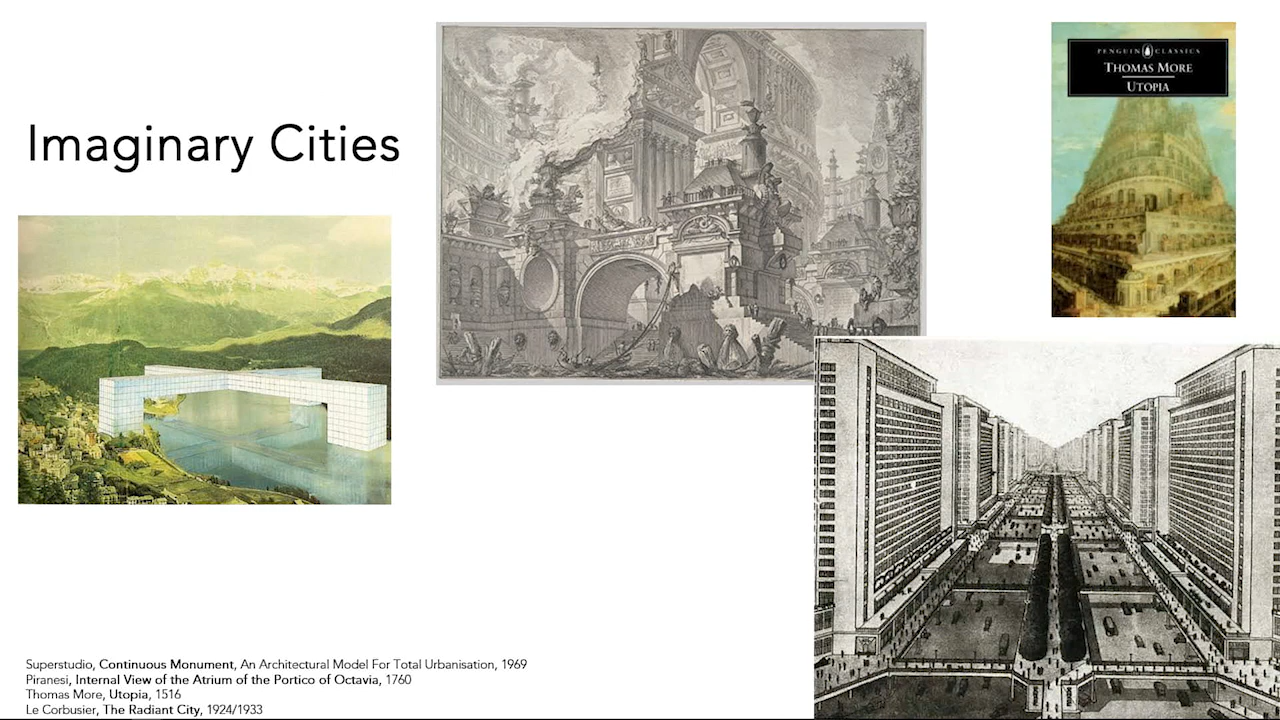 Imaginary Cities
PENGUIN CLASSICS
THOMAS MORE
UTOPIA
Superstudio, Continuous Monument, An Architectural Model For Total Urbanisation, 1969
Piranesi, Internal View of the Atrium of the Portico of Octavia, 1760
Thomas More, Utopia, 1516
Le Corbusier, The Radiant City, 1924/1933